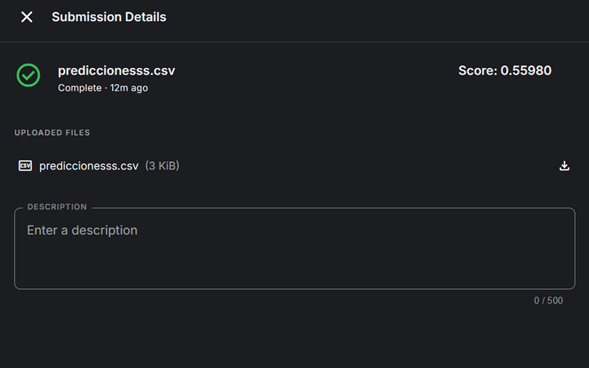 Submission Details
prediccionesss.csv
Score: 0.55980
Complete · 12m ago
UPLOADED FILES
CSV prediccionesss.csv (3 KiB)
DESCRIPTION
Enter a description
0 / 500